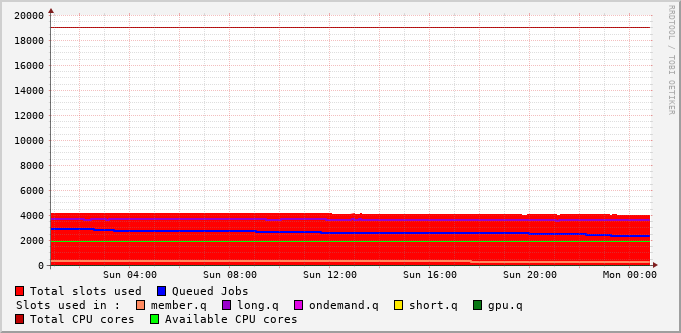 RRDTOOL / TOBI OETIKER
20000
18000
16000
14000
12000
10000
8000
6000
4000
2000
0
Sun 04:00 Sun 08:00 Sun 12:00 Sun 16:00 Sun 20:00 Mon 00:00
Total slots used Queued Jobs
Slots used in : member.q long.q ondemand.q short.q gpu.q
Total CPU cores Available CPU cores